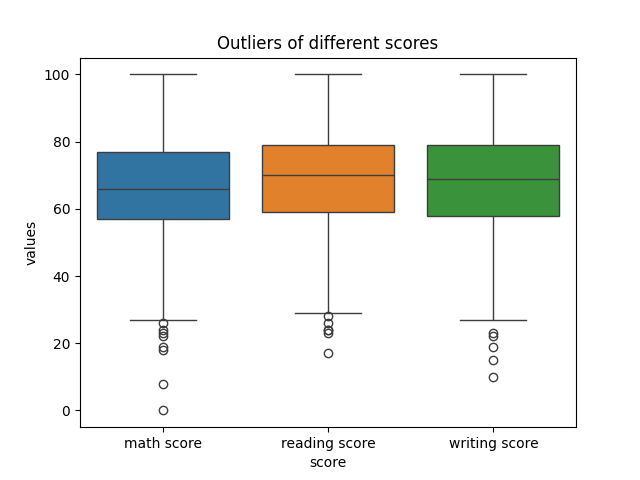 Outliers of different scores
100
80
60
40
20
0
values
math score
reading score
writing score
score